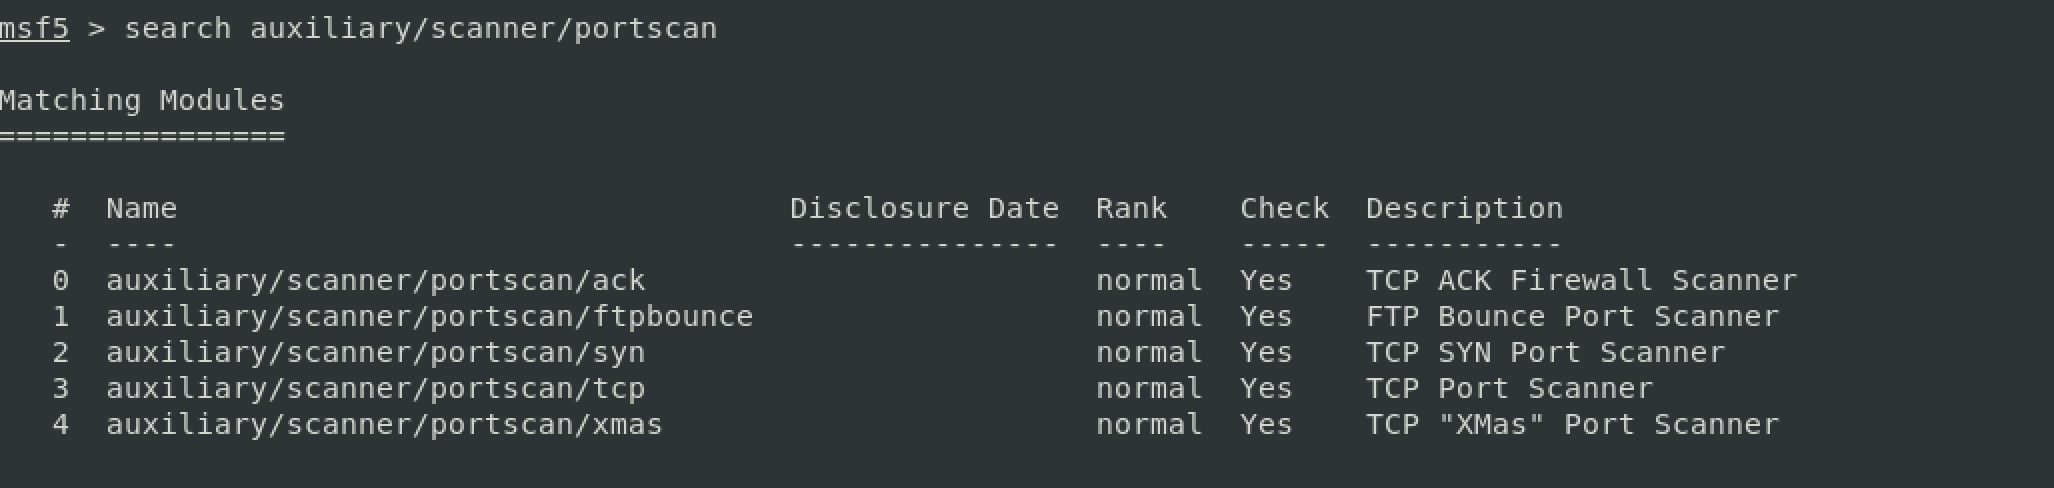 msf5 > search auxiliary/scanner/portscan
Matching Modules
================
   #  Name                                  Disclosure Date  Rank    Check  Description
   -  ----                                  ---------------  ----    -----  -----------
   0  auxiliary/scanner/portscan/ack                         normal  Yes    TCP ACK Firewall Scanner
   1  auxiliary/scanner/portscan/ftpbounce                   normal  Yes    FTP Bounce Port Scanner
   2  auxiliary/scanner/portscan/syn                         normal  Yes    TCP SYN Port Scanner
   3  auxiliary/scanner/portscan/tcp                         normal  Yes    TCP Port Scanner
   4  auxiliary/scanner/portscan/xmas                        normal  Yes    TCP "XMas" Port Scanner